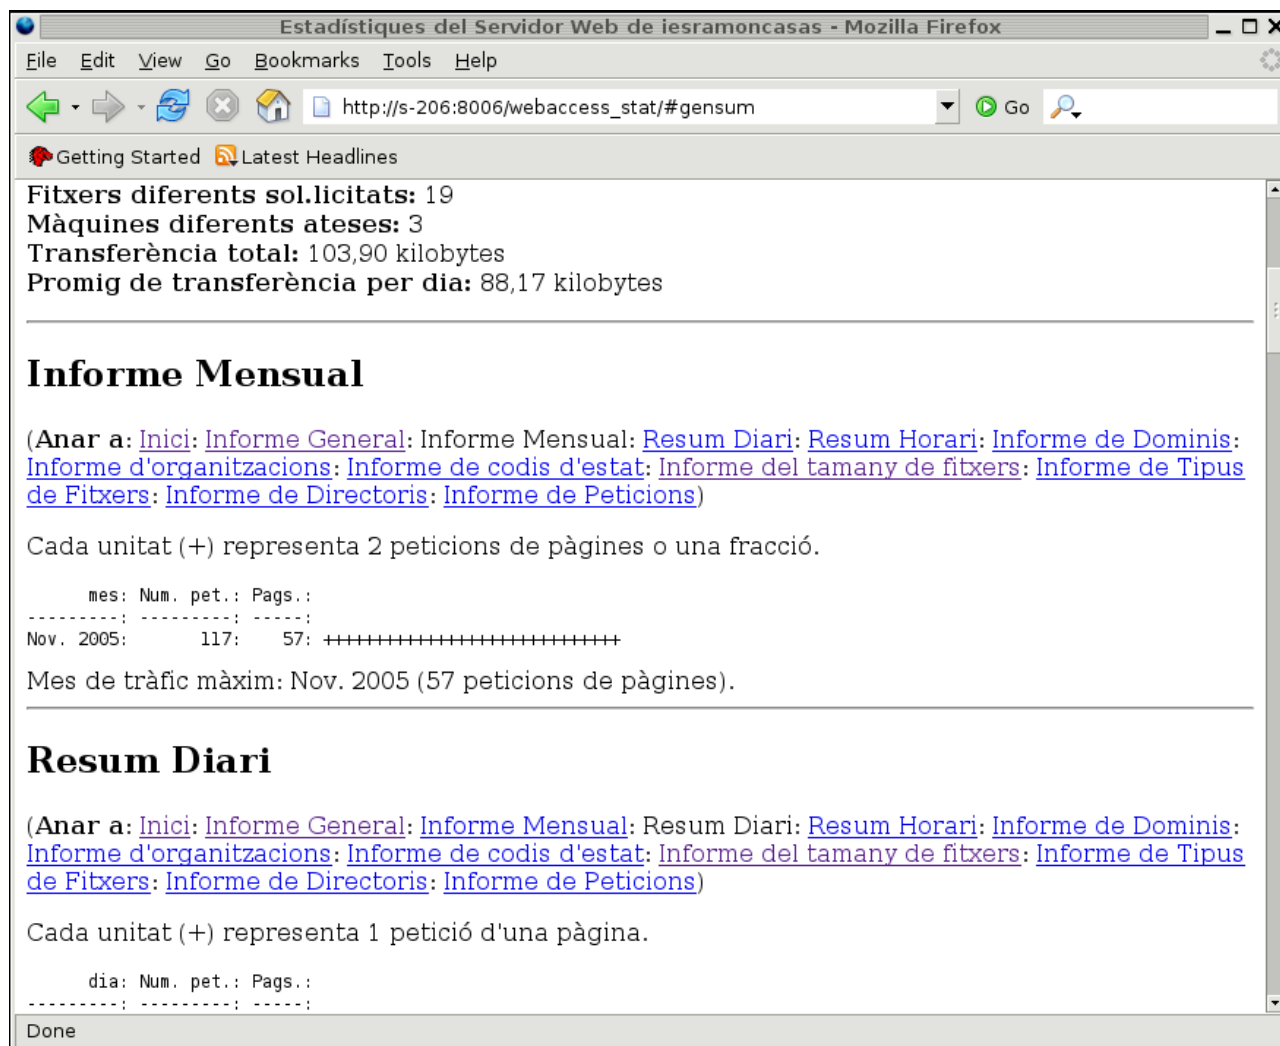 Estadístiques del Servidor Web de iesramoncasas - Mozilla Firefox
File Edit View Go Bookmarks Tools Help
http://s-206:8006/webaccess_stat/#gensum Go
Getting Started Latest Headlines
Fitxers diferents sol.licitats: 19
Màquines diferents ateses: 3
Transferència total: 103,90 kilobytes
Promig de transferència per dia: 88,17 kilobytes
Informe Mensual
(Anar a: Inici: Informe General: Informe Mensual: Resum Diari: Resum Horari: Informe de Dominis:
Informe d'organitzacions: Informe de codis d'estat: Informe del tamany de fitxers: Informe de Tipus
de Fitxers: Informe de Directoris: Informe de Peticions)
Cada unitat (+) representa 2 peticions de pàgines o una fracció.
mes: Num. pet.: Pags.:
---------: ---------: -----:
Nov. 2005: 117: 57: +++++++++++++++++++++++++++++
Mes de tràfic màxim: Nov. 2005 (57 peticions de pàgines).
Resum Diari
(Anar a: Inici: Informe General: Informe Mensual: Resum Diari: Resum Horari: Informe de Dominis:
Informe d'organitzacions: Informe de codis d'estat: Informe del tamany de fitxers: Informe de Tipus
de Fitxers: Informe de Directoris: Informe de Peticions)
Cada unitat (+) representa 1 petició d'una pàgina.
dia: Num. pet.: Pags.:
---------: ---------: -----:
Done